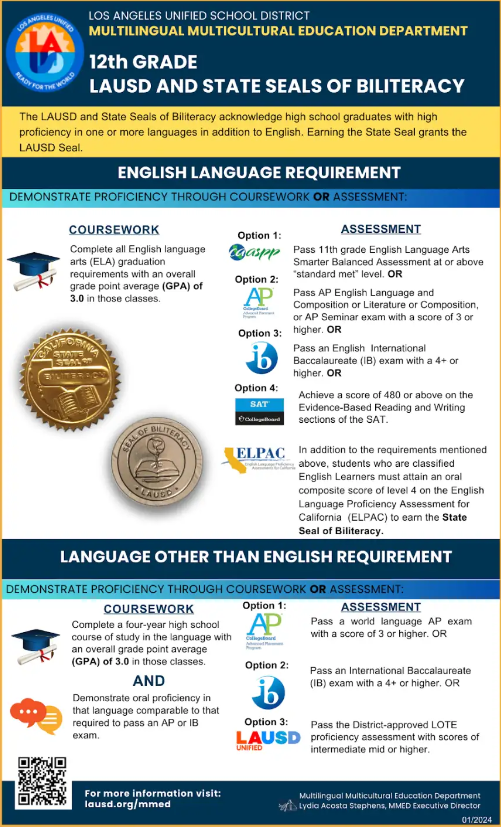 LOS ANGELES UNIFIED
READY FOR THE WORLD
LOS ANGELES UNIFIED SCHOOL DISTRICT
MULTILINGUAL MULTICULTURAL EDUCATION DEPARTMENT
12th GRADE
LAUSD AND STATE SEALS OF BILITERACY
The LAUSD and State Seals of Biliteracy acknowledge high school graduates with high
proficiency in one or more languages in addition to English. Earning the State Seal grants the
LAUSD Seal.
ENGLISH LANGUAGE REQUIREMENT
DEMONSTRATE PROFICIENCY THROUGH COURSEWORK OR ASSESSMENT:
COURSEWORK
Complete all English language
arts (ELA) graduation
requirements with an overall
grade point average (GPA) of
3.0 in those classes.
CALIFORNIA
STATE
SEAL OF
BILITERACY
SEAL OF BILITERACY
LAUSD
ASSESSMENT
Option 1:
caaspp
Pass 11th grade English Language Arts
Smarter Balanced Assessment at or above
“standard met” level. OR
Option 2:
AP
CollegeBoard
Advanced Placement
Program
Pass AP English Language and
Composition or Literature or Composition,
or AP Seminar exam with a score of 3 or
higher. OR
Option 3:
ib
Pass an English International
Baccalaureate (IB) exam with a 4+ or
higher. OR
Option 4:
SAT
CollegeBoard
Achieve a score of 480 or above on the
Evidence-Based Reading and Writing
sections of the SAT.
ELPAC
English Language Proficiency
Assessments for California
In addition to the requirements mentioned
above, students who are classified
English Learners must attain an oral
composite score of level 4 on the English
Language Proficiency Assessment for
California (ELPAC) to earn the State
Seal of Biliteracy.
LANGUAGE OTHER THAN ENGLISH REQUIREMENT
DEMONSTRATE PROFICIENCY THROUGH COURSEWORK OR ASSESSMENT:
COURSEWORK
Complete a four-year high school
course of study in the language with
an overall grade point average
(GPA) of 3.0 in those classes.
AND
Demonstrate oral proficiency in
that language comparable to that
required to pass an AP or IB
exam.
ASSESSMENT
Option 1:
AP
CollegeBoard
Advanced Placement
Program
Pass a world language AP exam
with a score of 3 or higher. OR
Option 2:
ib
Pass an International Baccalaureate
(IB) exam with a 4+ or higher. OR
Option 3:
LAUSD
UNIFIED
Pass the District-approved LOTE
proficiency assessment with scores of
intermediate mid or higher.
For more information visit:
lausd.org/mmed
Multilingual Multicultural Education Department
Lydia Acosta Stephens, MMED Executive Director
01/2024